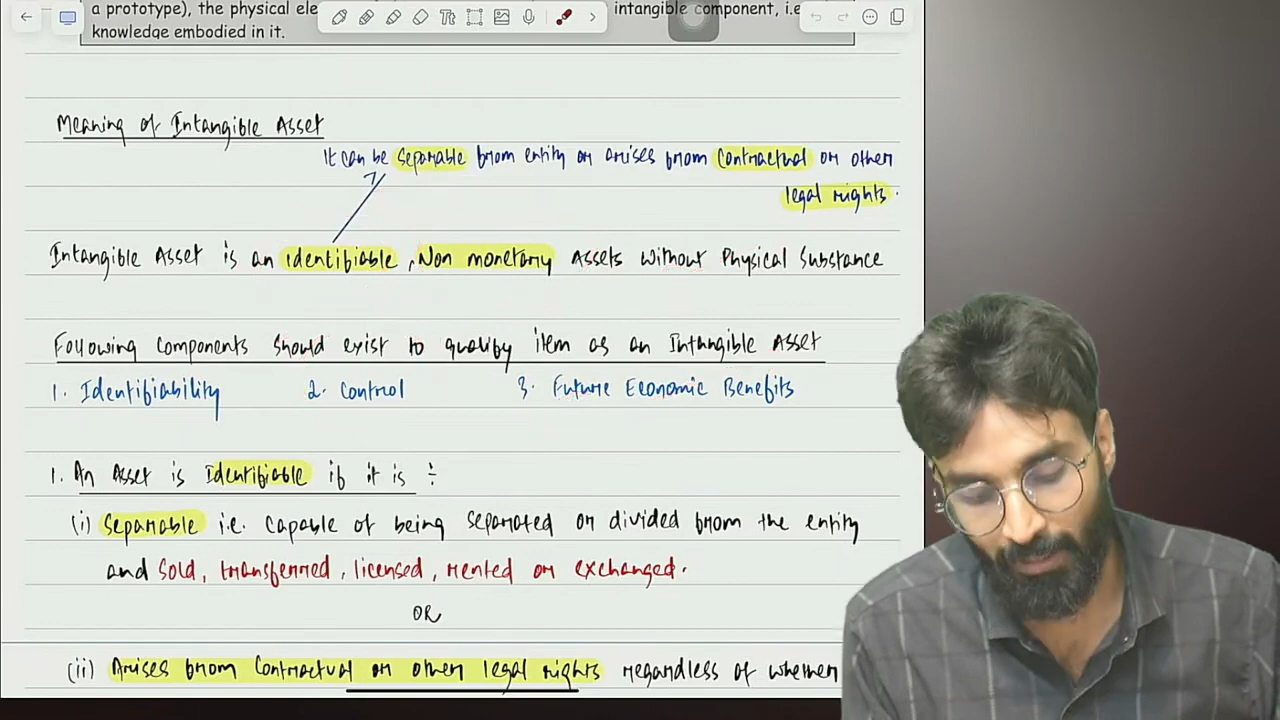 a prototype), the physical ele
intangible component, i.e
knowledge embodied in it.
Meaning of Intangible Asset
It can be Separable from entity or arises from Contractual or other
legal rights.
Intangible Asset is an identifiable, Non monetary Assets without Physical Substance
Following Components Should exist to qualify item as an Intangible Asset
1. Identifiability 2. Control 3. Future Economic Benefits
1. An Asset is Identifiable if it is ÷
(i) Separable i.e. Capable of being Separated or divided from the entity
and Sold, transferred, licensed, rented or exchanged.
OR
(ii) Arises from Contractual or other legal rights regardless of whether